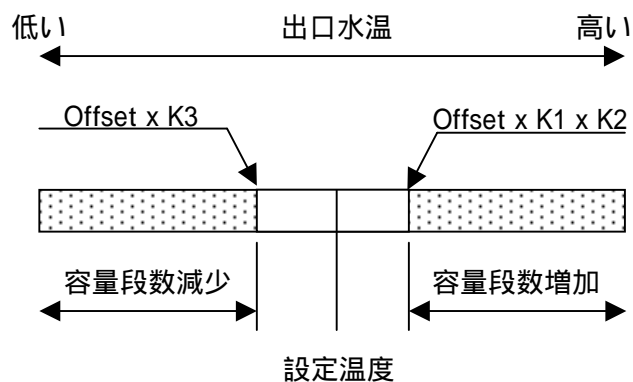 低い 出口水温 高い
Offset x K3 Offset x K1 x K2
容量段数減少 容量段数増加
設定温度